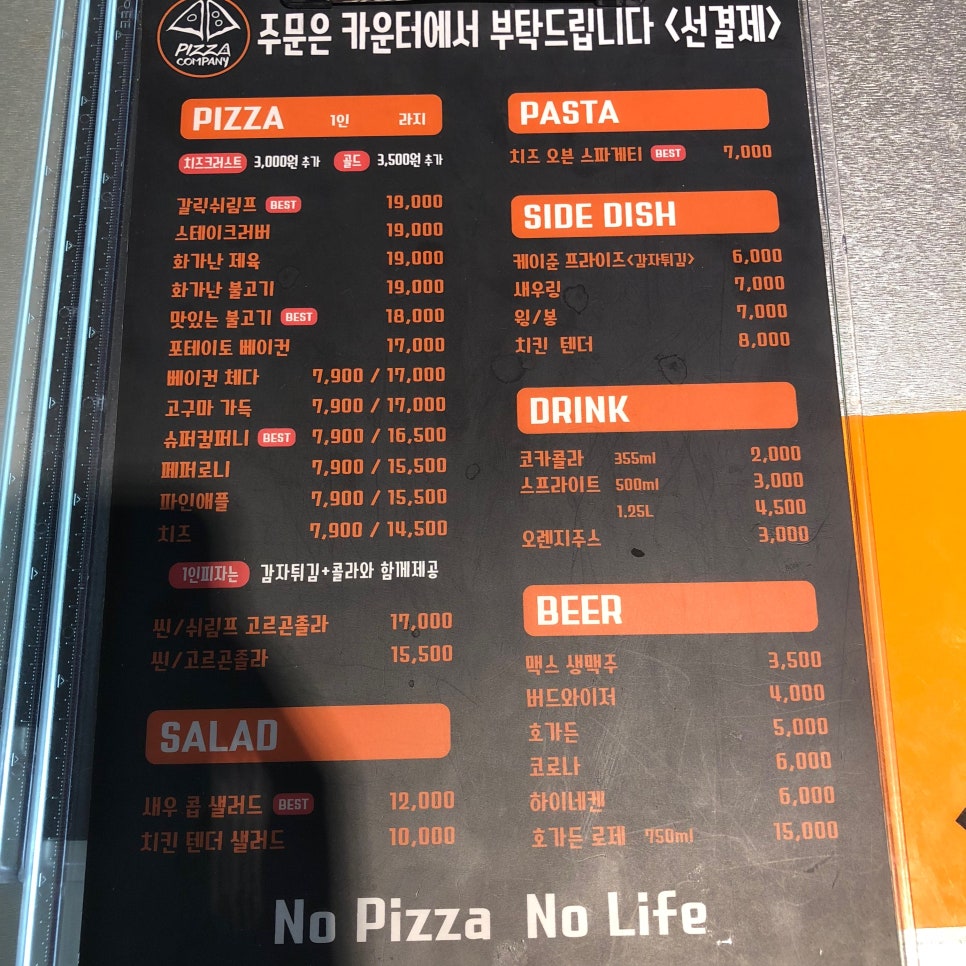 PIZZA
COMPANY
주문은 카운터에서 부탁드립니다 <선결제>
PIZZA 1인 라지
치즈크러스트 3,000원 추가 골드 3,500원 추가
갈릭쉬림프 BEST 19,000
스테이크러버 19,000
화가난 제육 19,000
화가난 불고기 19,000
맛있는 불고기 BEST 18,000
포테이토 베이컨 17,000
베이컨 체다 7,900 / 17,000
고구마 가득 7,900 / 17,000
슈퍼컴퍼니 BEST 7,900 / 16,500
페퍼로니 7,900 / 15,500
파인애플 7,900 / 15,500
치즈 7,900 / 14,500
1인피자는 감자튀김+콜라와 함께제공
씬/쉬림프 고르곤졸라 17,000
씬/고르곤졸라 15,500
SALAD
새우 콥 샐러드 BEST 12,000
치킨 텐더 샐러드 10,000
PASTA
치즈 오븐 스파게티 BEST 7,000
SIDE DISH
케이준 프라이즈<감자튀김> 6,000
새우링 7,000
윙/봉 7,000
치킨 텐더 8,000
DRINK
코카콜라 355ml 2,000
스프라이트 500ml 3,000
1.25L 4,500
오렌지주스 3,000
BEER
맥스 생맥주 3,500
버드와이저 4,000
호가든 5,000
코로나 6,000
하이네켄 6,000
호가든 로제 750ml 15,000
No Pizza No Life